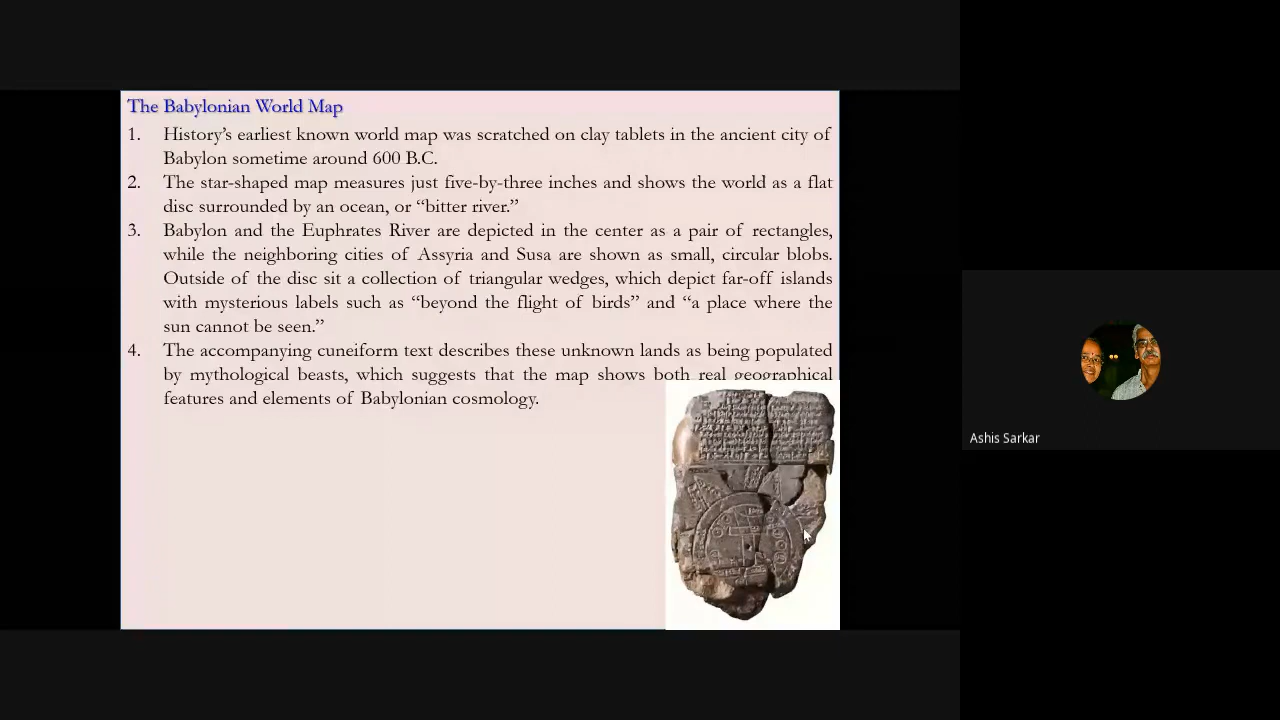 The Babylonian World Map
1. History’s earliest known world map was scratched on clay tablets in the ancient city of
Babylon sometime around 600 B.C.
2. The star-shaped map measures just five-by-three inches and shows the world as a flat
disc surrounded by an ocean, or “bitter river.”
3. Babylon and the Euphrates River are depicted in the center as a pair of rectangles,
while the neighboring cities of Assyria and Susa are shown as small, circular blobs.
Outside of the disc sit a collection of triangular wedges, which depict far-off islands
with mysterious labels such as “beyond the flight of birds” and “a place where the
sun cannot be seen.”
4. The accompanying cuneiform text describes these unknown lands as being populated
by mythological beasts, which suggests that the map shows both real geographical
features and elements of Babylonian cosmology.
Ashis Sarkar